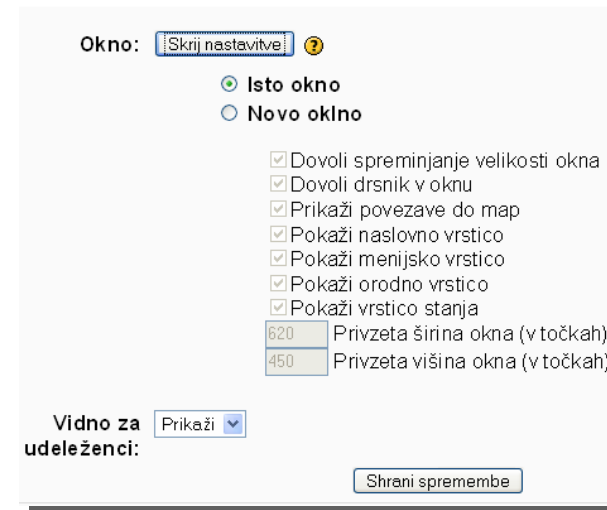 Okno: Skrij nastavitve ?
Isto okno
Novo oklno
Dovoli spreminjanje velikosti okna
Dovoli drsnik v oknu
Prikaži povezave do map
Pokaži naslovno vrstico
Pokaži menijsko vrstico
Pokaži orodno vrstico
Pokaži vrstico stanja
620 Privzeta širina okna (v točkah)
450 Privzeta višina okna (v točkah)
Vidno za Prikaži
udeleženci:
Shrani spremembe